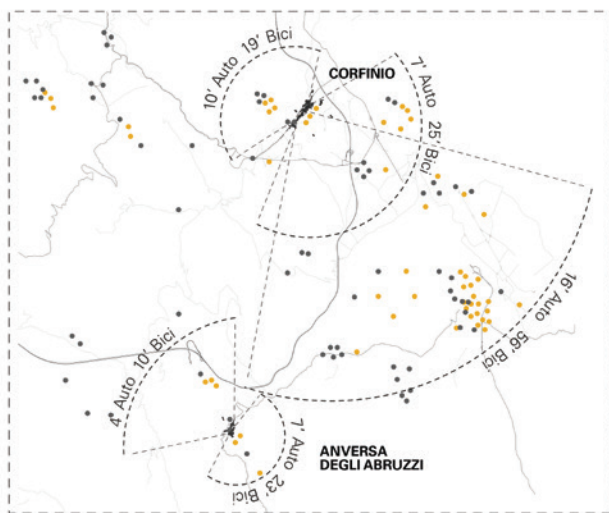 10' Auto 19' Bici
CORFINIO
7' Auto 25' Bici
16' Auto 56' Bici
4' Auto 10' Bici
7' Auto 23' Bici
ANVERSA
DEGLI ABRUZZI